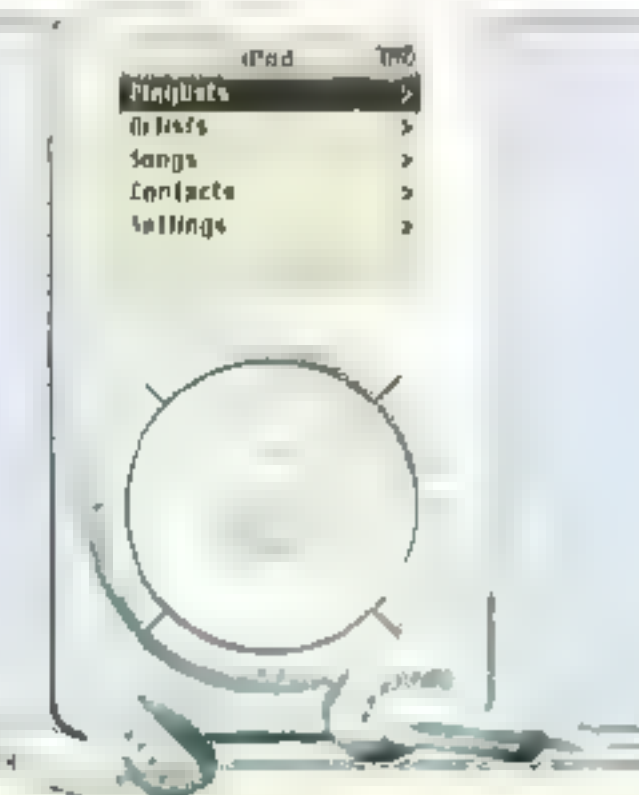 iPod
Playlists >
Artists >
Songs >
Contacts >
Settings >